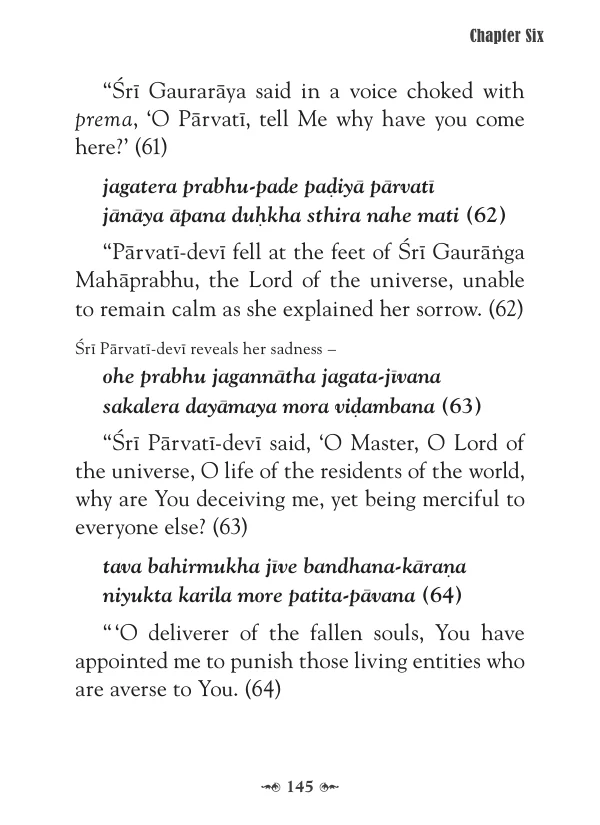 Chapter Six
“Śrī Gaurarāya said in a voice choked with
prema, ‘O Pārvatī, tell Me why have you come
here?’ (61)
jagatera prabhu-pade paḍiyā pārvatī
jānāya āpana duḥkha sthira nahe mati (62)
“Pārvatī-devī fell at the feet of Śrī Gaurāṅga
Mahāprabhu, the Lord of the universe, unable
to remain calm as she explained her sorrow. (62)
Śrī Pārvatī-devī reveals her sadness –
ohe prabhu jagannātha jagata-jīvana
sakalera dayāmaya mora viḍambana (63)
“Śrī Pārvatī-devī said, ‘O Master, O Lord of
the universe, O life of the residents of the world,
why are You deceiving me, yet being merciful to
everyone else? (63)
tava bahirmukha jīve bandhana-kāraṇa
niyukta karila more patita-pāvana (64)
“ ‘O deliverer of the fallen souls, You have
appointed me to punish those living entities who
are averse to You. (64)
145